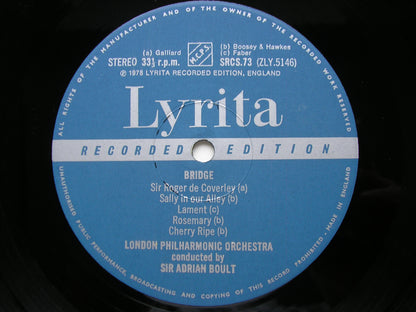 ALL RIGHTS OF THE MANUFACTURER AND OF THE OWNER OF THE RECORDED WORK RESERVED
(a) Galliard
(b) Boosey & Hawkes
STEREO 33⅓ r.p.m.
M.C.P.S.
(c) Faber
SRCS.73 (ZLY.5146)
℗ 1978 LYRITA RECORDED EDITION, ENGLAND
Lyrita
RECORDED EDITION
BRIDGE
Sir Roger de Coverley (a)
Sally in our Alley (b)
Lament (c)
Rosemary (b)
Cherry Ripe (b)
LONDON PHILHARMONIC ORCHESTRA
conducted by
SIR ADRIAN BOULT
UNAUTHORISED PUBLIC PERFORMANCE, BROADCASTING AND COPYING OF THIS RECORD PROHIBITED · MADE IN ENGLAND